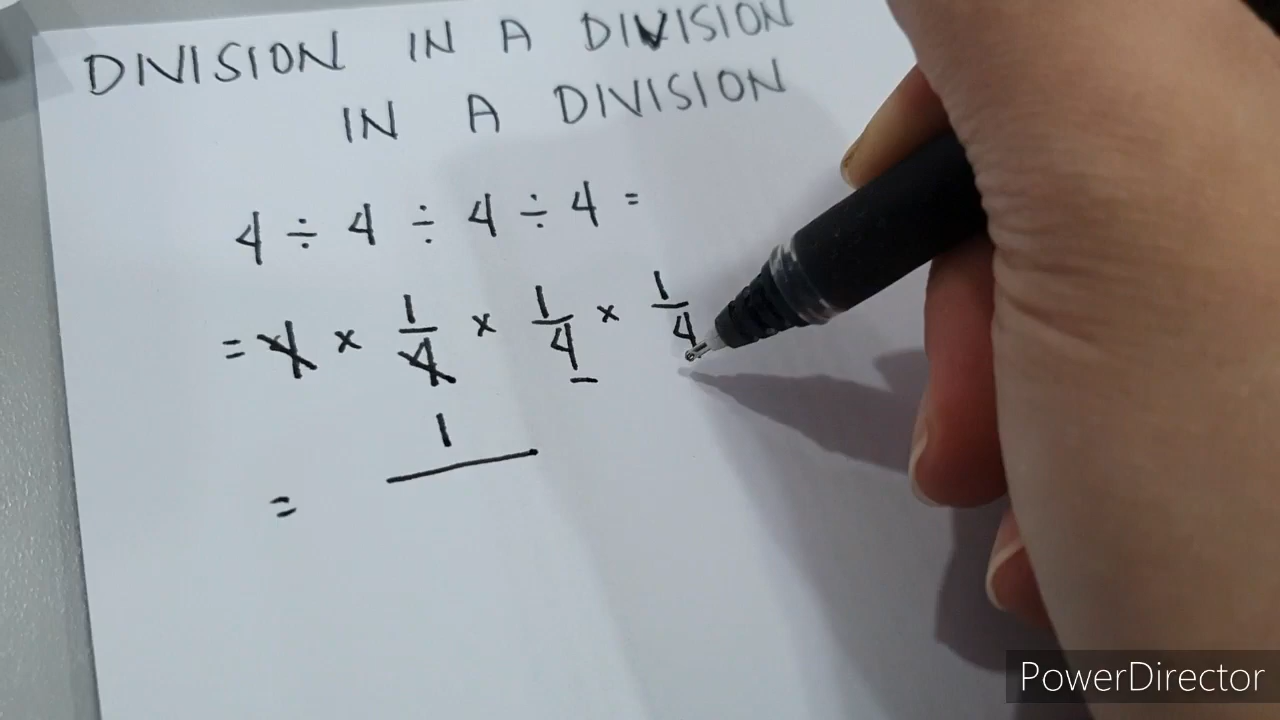 DIVISION IN A DIVISION
IN A DIVISION
4 ÷ 4 ÷ 4 ÷ 4 =
= 4 × 1/4 × 1/4 × 1/4
= 1/
PowerDirector